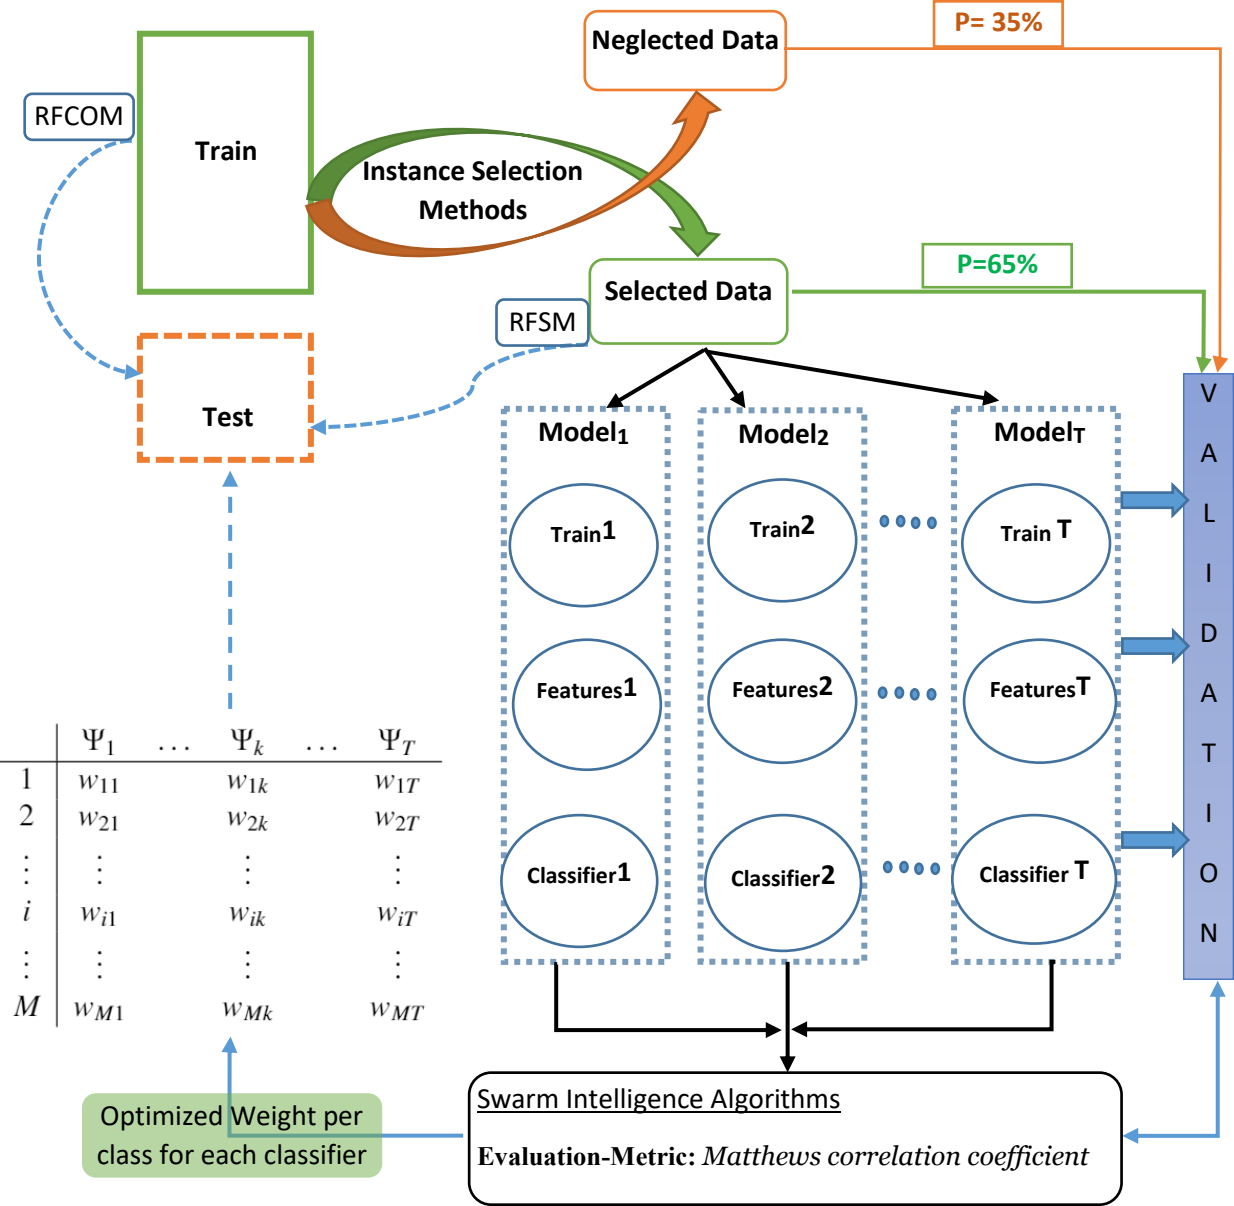 P= 35%
Neglected Data
RFCOM
Train
Instance Selection
Methods
P=65%
Selected Data
RFSM
Test
Model1
Model2
ModelT
Train1
Train2
Train T
Features1
Features2
FeaturesT
Classifier1
Classifier2
Classifier T
V
A
L
I
D
A
T
I
O
N
Ψ1 … Ψk … ΨT
1 w11 w1k w1T
2 w21 w2k w2T
⋮ ⋮ ⋮ ⋮
i wi1 wik wiT
⋮ ⋮ ⋮ ⋮
M wM1 wMk wMT
Optimized Weight per
class for each classifier
Swarm Intelligence Algorithms
Evaluation-Metric: Matthews correlation coefficient